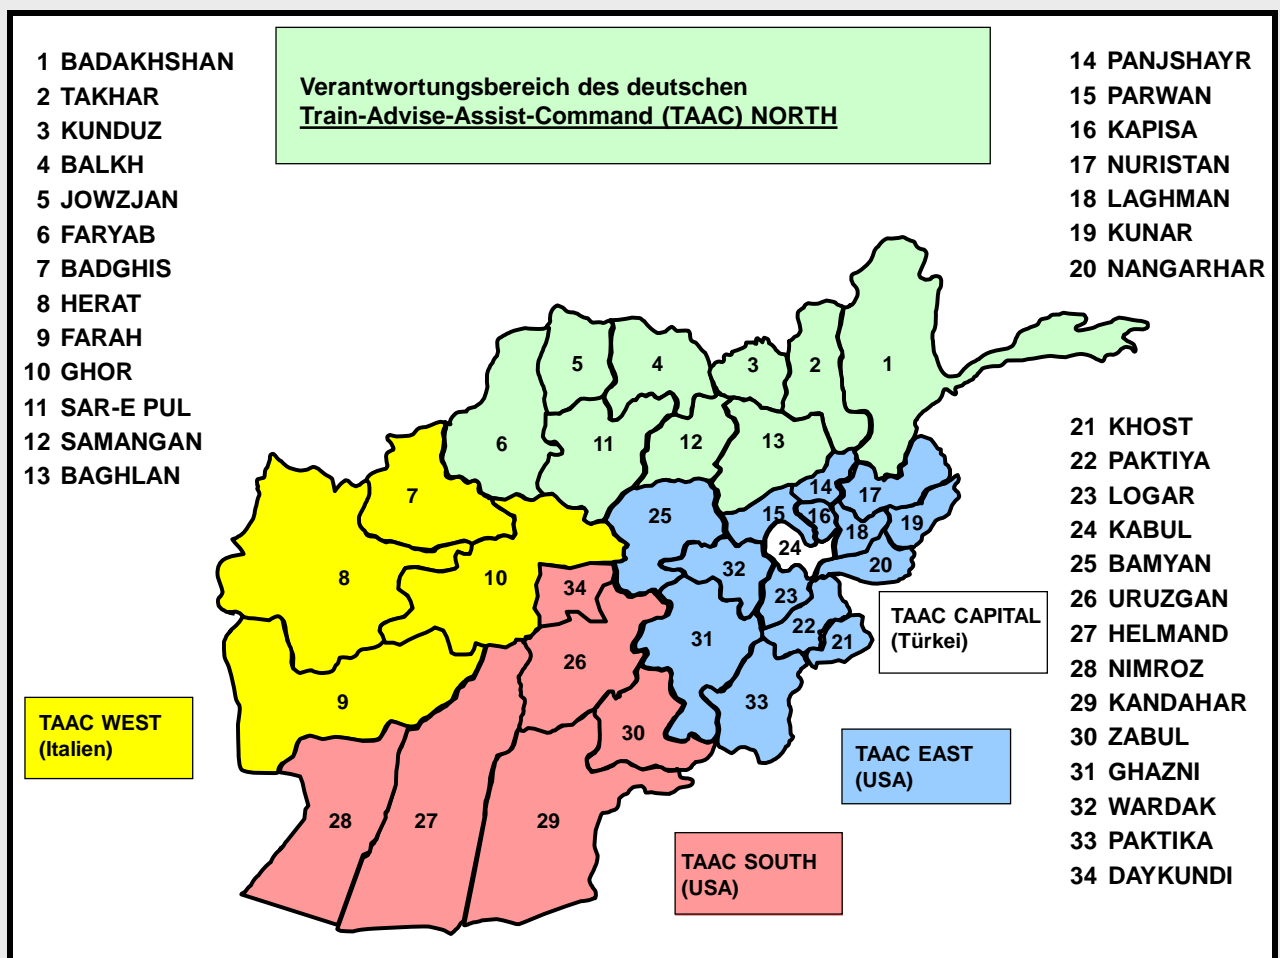 1 BADAKHSHAN
2 TAKHAR
3 KUNDUZ
4 BALKH
5 JOWZJAN
6 FARYAB
7 BADGHIS
8 HERAT
9 FARAH
10 GHOR
11 SAR-E PUL
12 SAMANGAN
13 BAGHLAN
Verantwortungsbereich des deutschen
Train-Advise-Assist-Command (TAAC) NORTH
14 PANJSHAYR
15 PARWAN
16 KAPISA
17 NURISTAN
18 LAGHMAN
19 KUNAR
20 NANGARHAR
21 KHOST
22 PAKTIYA
23 LOGAR
24 KABUL
25 BAMYAN
26 URUZGAN
27 HELMAND
28 NIMROZ
29 KANDAHAR
30 ZABUL
31 GHAZNI
32 WARDAK
33 PAKTIKA
34 DAYKUNDI
1
2
3
4
5
6
7
8
9
10
11
12
13
14
15
16
17
18
19
20
21
22
23
24
25
26
27
28
29
30
31
32
33
34
TAAC CAPITAL
(Türkei)
TAAC WEST
(Italien)
TAAC EAST
(USA)
TAAC SOUTH
(USA)